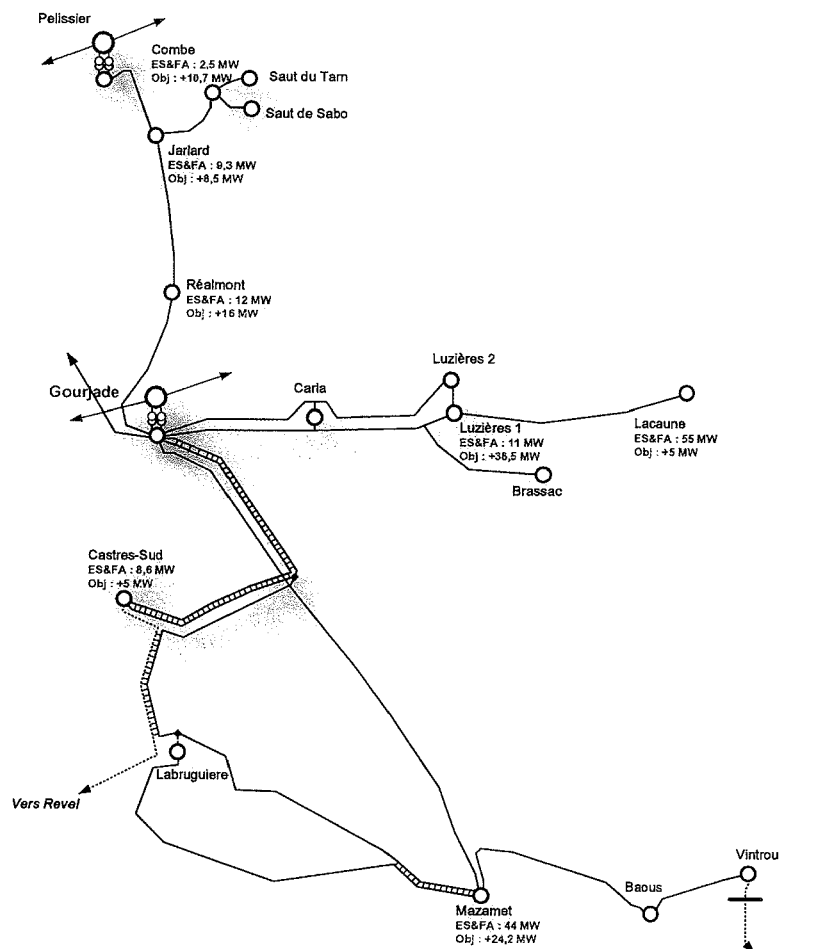 Pelissier
Combe
ES&FA : 2,5 MW
Obj : +10,7 MW
Saut du Tarn
Saut de Sabo
Jarlard
ES&FA : 9,3 MW
Obj : +8,5 MW
Réalmont
ES&FA : 12 MW
Obj : +16 MW
Luzières 2
Gourjade
Carla
Luzières 1
ES&FA : 11 MW
Obj : +38,5 MW
Lacaune
ES&FA : 55 MW
Obj : +5 MW
Brassac
Castres-Sud
ES&FA : 8,6 MW
Obj : +5 MW
Labruguiere
Vers Revel
Vintrou
Baous
Mazamet
ES&FA : 44 MW
Obj : +24,2 MW